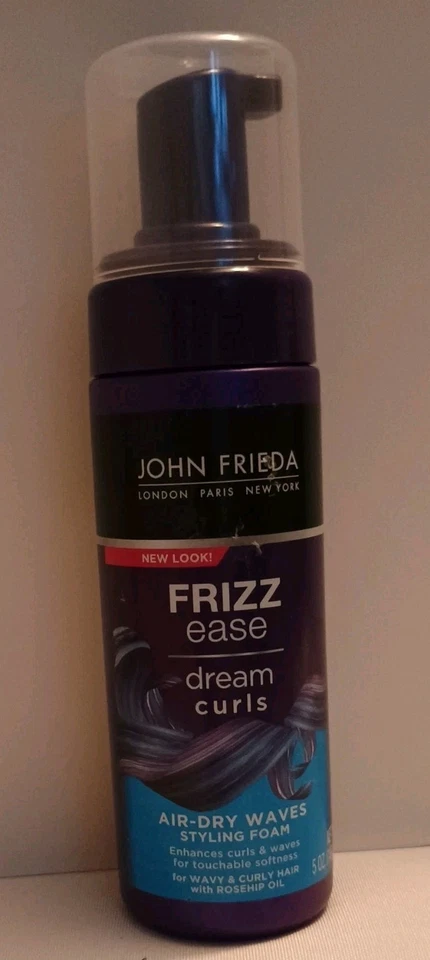 JOHN FRIEDA
LONDON PARIS NEW YORK
NEW LOOK!
FRIZZ
ease
dream
curls
AIR-DRY WAVES
STYLING FOAM
Enhances curls & waves
for touchable softness
for WAVY & CURLY HAIR
with ROSEHIP OIL
5 OZ